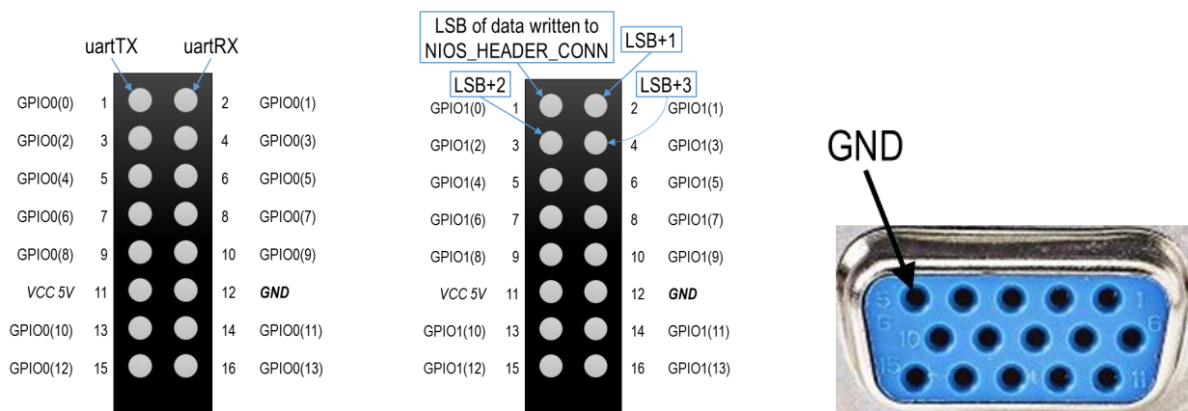 uartTX uartRX
GPIO0(0) 1 2 GPIO0(1)
GPIO0(2) 3 4 GPIO0(3)
GPIO0(4) 5 6 GPIO0(5)
GPIO0(6) 7 8 GPIO0(7)
GPIO0(8) 9 10 GPIO0(9)
VCC 5V 11 12 GND
GPIO0(10) 13 14 GPIO0(11)
GPIO0(12) 15 16 GPIO0(13)
LSB of data written to
NIOS_HEADER_CONN
LSB+1
LSB+2 LSB+3
GPIO1(0) 1 2 GPIO1(1)
GPIO1(2) 3 4 GPIO1(3)
GPIO1(4) 5 6 GPIO1(5)
GPIO1(6) 7 8 GPIO1(7)
GPIO1(8) 9 10 GPIO1(9)
VCC 5V 11 12 GND
GPIO1(10) 13 14 GPIO1(11)
GPIO1(12) 15 16 GPIO1(13)
GND
5 1
10 6
15 11